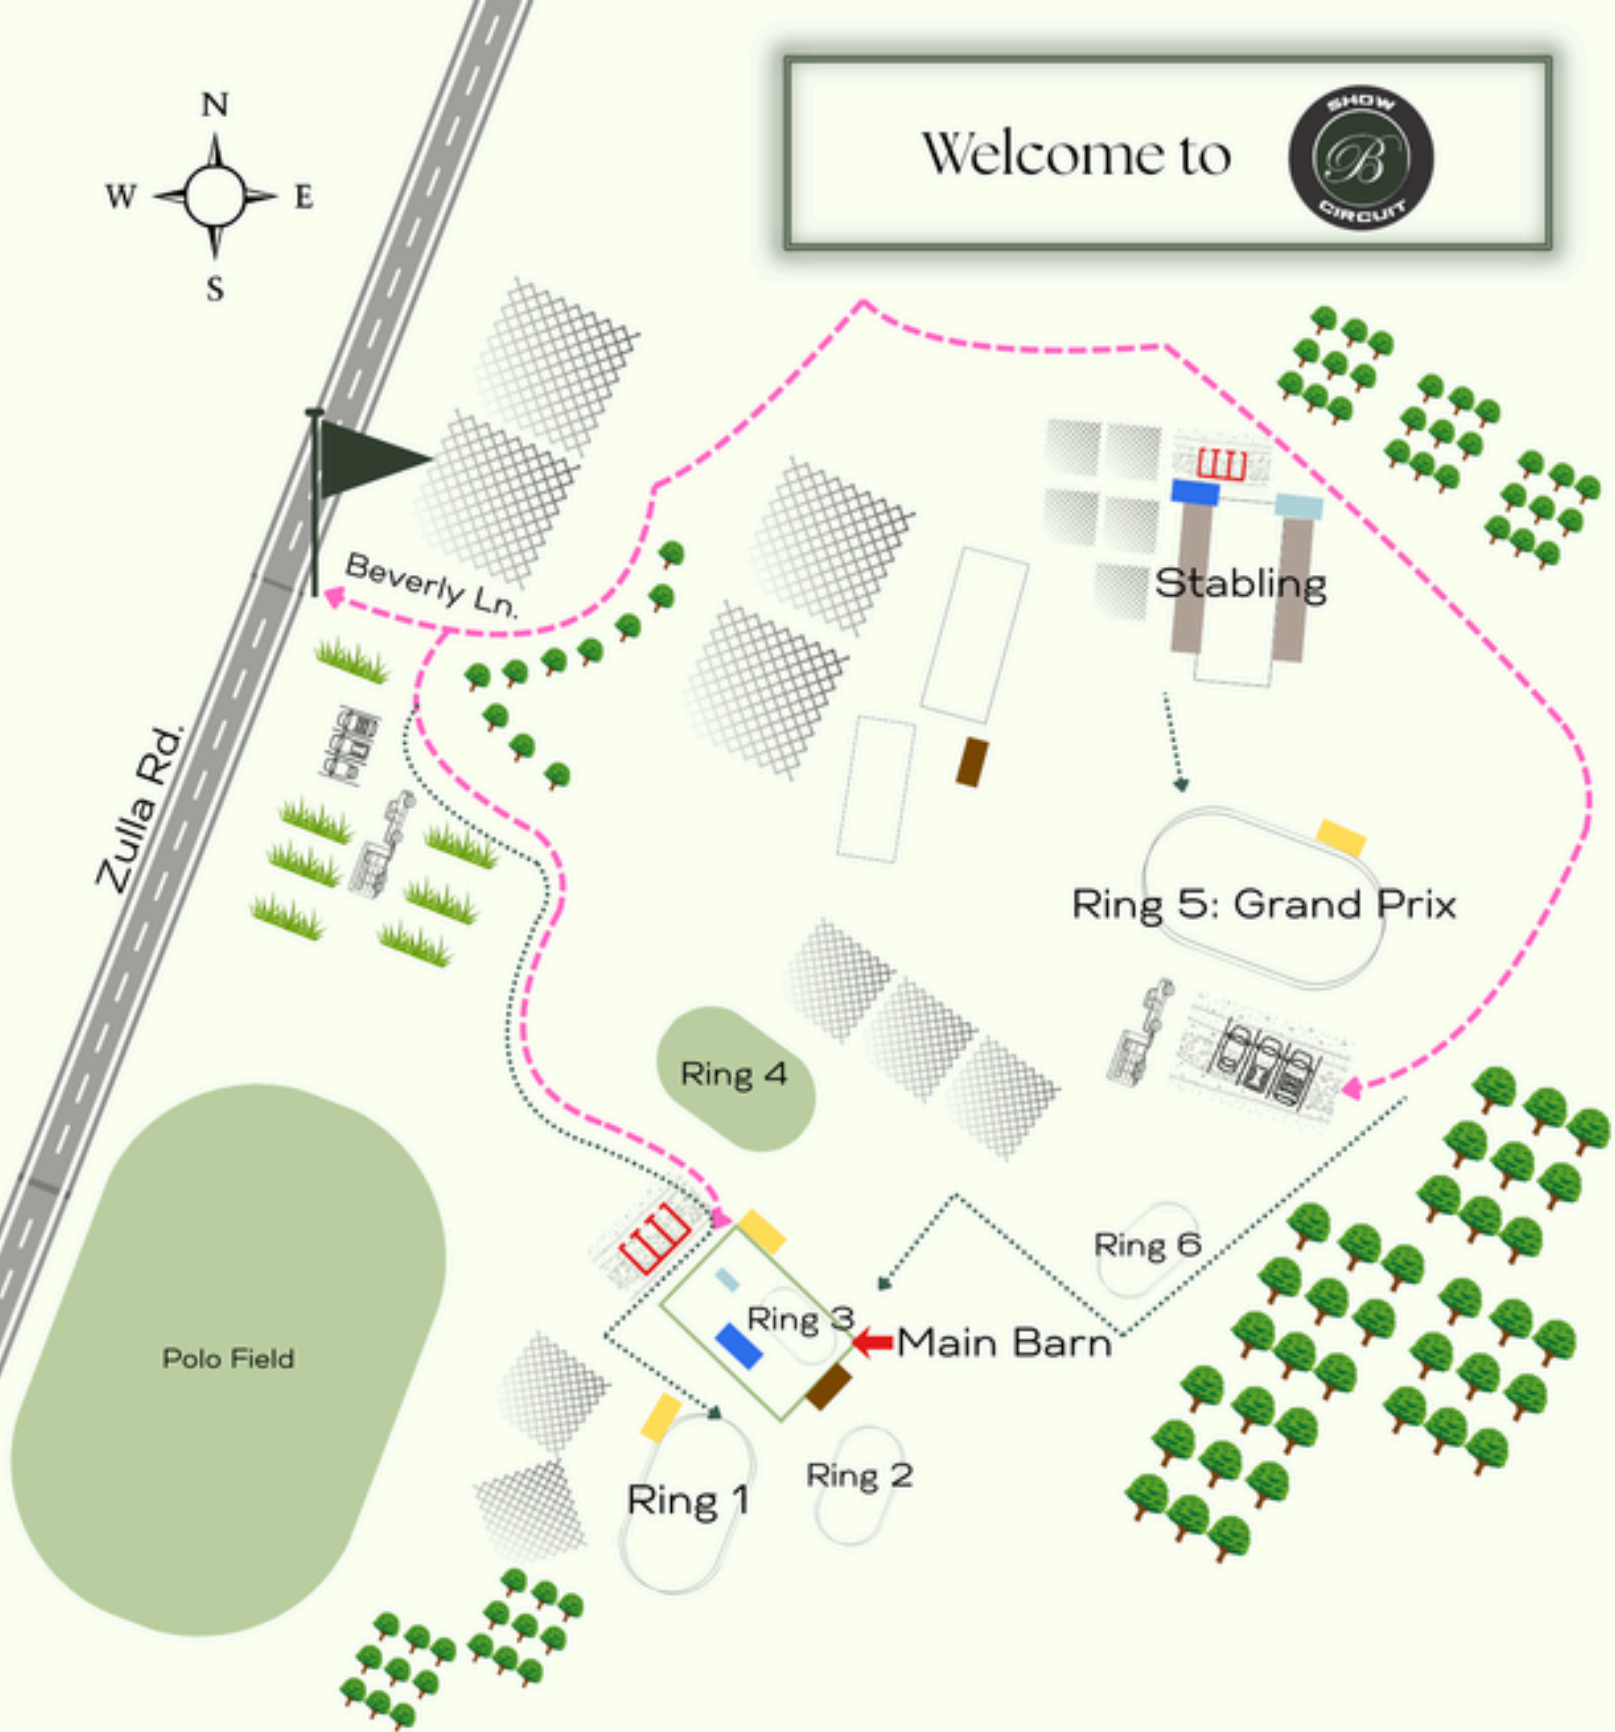 Welcome to
SHOW
B
CIRCUIT
N
W
E
S
Beverly Ln.
Zulla Rd.
Stabling
Ring 5: Grand Prix
Ring 4
Ring 6
Ring 3
Main Barn
Polo Field
Ring 2
Ring 1